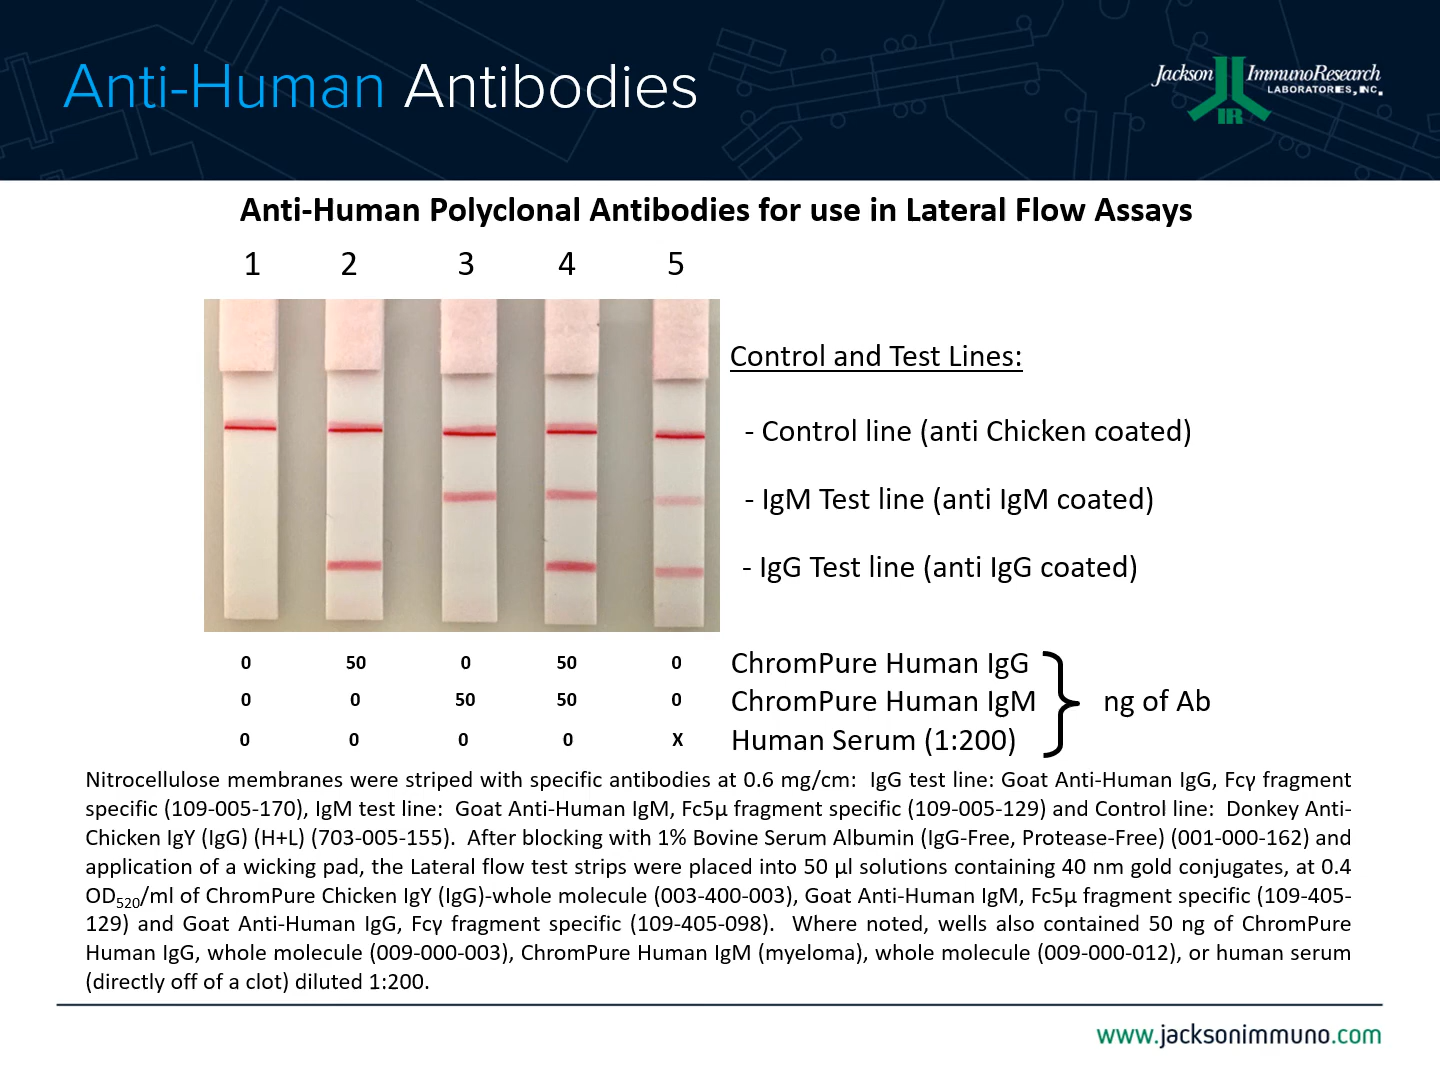 Anti-Human Antibodies
Jackson ImmunoResearch
LABORATORIES, INC.
IR
Anti-Human Polyclonal Antibodies for use in Lateral Flow Assays
1 2 3 4 5
Control and Test Lines:
- Control line (anti Chicken coated)
- IgM Test line (anti IgM coated)
- IgG Test line (anti IgG coated)
0 50 0 50 0 ChromPure Human IgG
0 0 50 50 0 ChromPure Human IgM
ng of Ab
0 0 0 0 X Human Serum (1:200)
Nitrocellulose membranes were striped with specific antibodies at 0.6 mg/cm: IgG test line: Goat Anti-Human IgG, Fcγ fragment
specific (109-005-170), IgM test line: Goat Anti-Human IgM, Fc5μ fragment specific (109-005-129) and Control line: Donkey Anti-
Chicken IgY (IgG) (H+L) (703-005-155). After blocking with 1% Bovine Serum Albumin (IgG-Free, Protease-Free) (001-000-162) and
application of a wicking pad, the Lateral flow test strips were placed into 50 μl solutions containing 40 nm gold conjugates, at 0.4
OD520/ml of ChromPure Chicken IgY (IgG)-whole molecule (003-400-003), Goat Anti-Human IgM, Fc5μ fragment specific (109-405-
129) and Goat Anti-Human IgG, Fcγ fragment specific (109-405-098). Where noted, wells also contained 50 ng of ChromPure
Human IgG, whole molecule (009-000-003), ChromPure Human IgM (myeloma), whole molecule (009-000-012), or human serum
(directly off of a clot) diluted 1:200.
www.jacksonimmuno.com